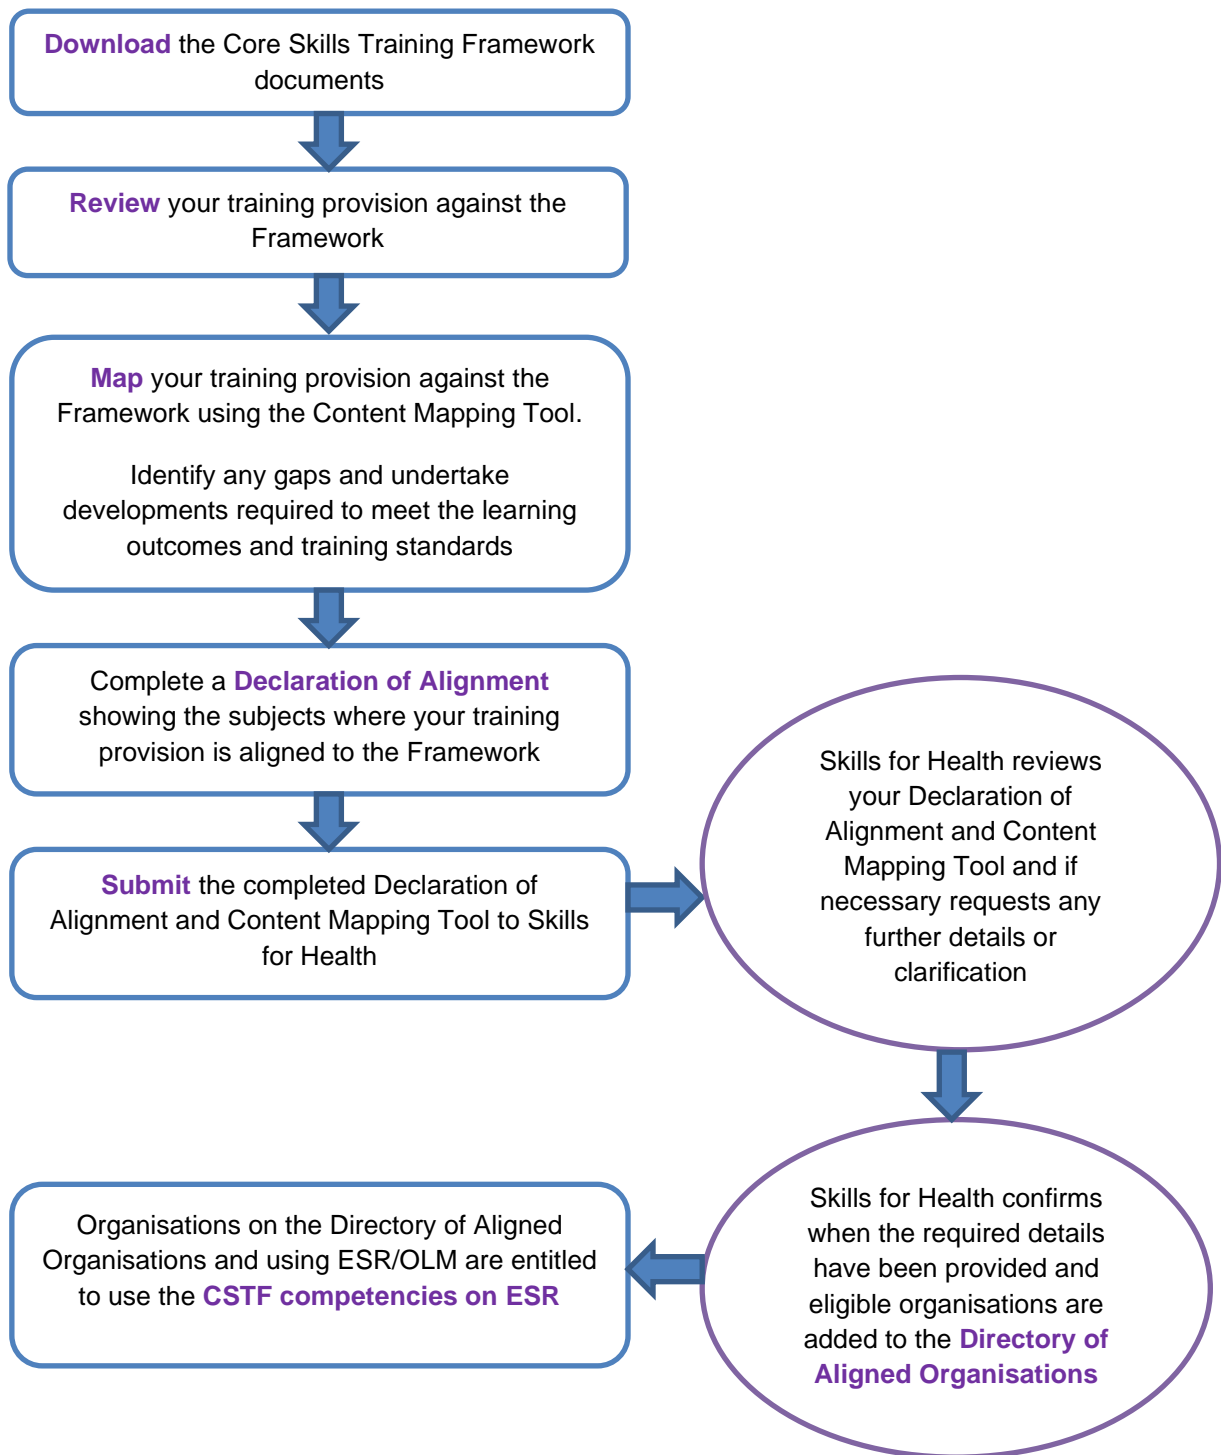 Download the Core Skills Training Framework
documents
Review your training provision against the
Framework
Map your training provision against the
Framework using the Content Mapping Tool.
Identify any gaps and undertake
developments required to meet the learning
outcomes and training standards
Complete a Declaration of Alignment
showing the subjects where your training
provision is aligned to the Framework
Submit the completed Declaration of
Alignment and Content Mapping Tool to Skills
for Health
Skills for Health reviews
your Declaration of
Alignment and Content
Mapping Tool and if
necessary requests any
further details or
clarification
Skills for Health confirms
when the required details
have been provided and
eligible organisations are
added to the Directory of
Aligned Organisations
Organisations on the Directory of Aligned
Organisations and using ESR/OLM are entitled
to use the CSTF competencies on ESR